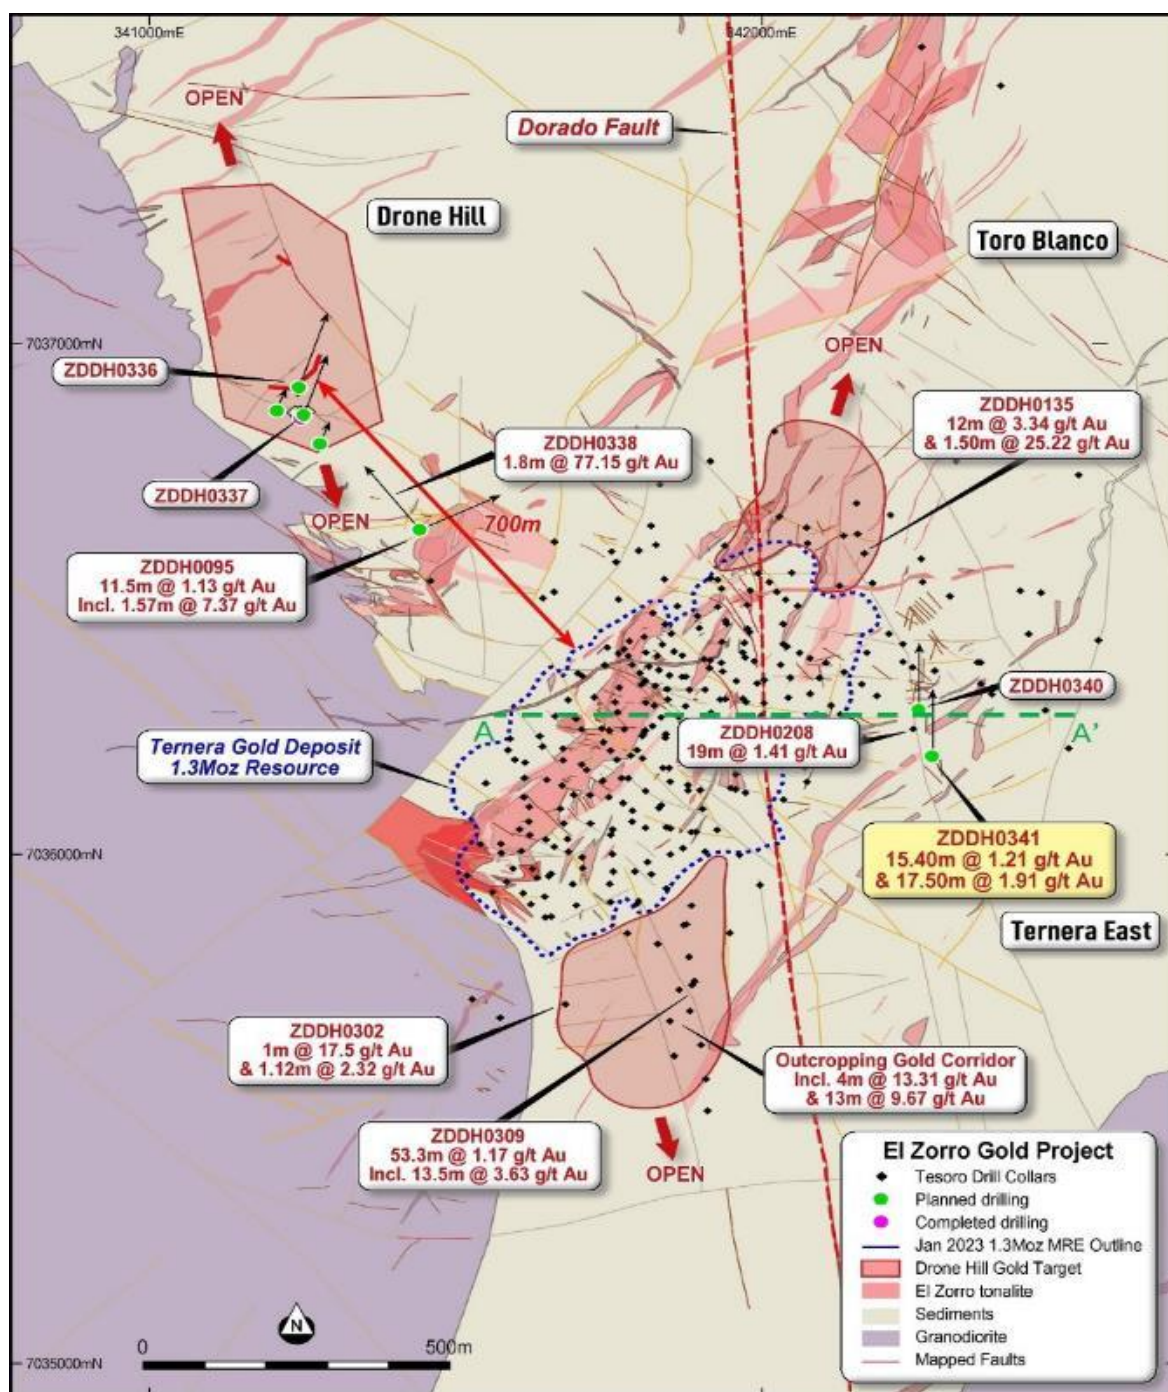 341000mE
342000mE
OPEN
Dorado Fault
Drone Hill
Toro Blanco
7037000mN
OPEN
ZDDH0336
ZDDH0135
12m @ 3.34 g/t Au
& 1.50m @ 25.22 g/t Au
ZDDH0338
1.8m @ 77.15 g/t Au
ZDDH0337
OPEN
700m
ZDDH0095
11.5m @ 1.13 g/t Au
Incl. 1.57m @ 7.37 g/t Au
ZDDH0340
A
A'
ZDDH0208
19m @ 1.41 g/t Au
Ternera Gold Deposit
1.3Moz Resource
7036000mN
ZDDH0341
15.40m @ 1.21 g/t Au
& 17.50m @ 1.91 g/t Au
Ternera East
ZDDH0302
1m @ 17.5 g/t Au
& 1.12m @ 2.32 g/t Au
Outcropping Gold Corridor
Incl. 4m @ 13.31 g/t Au
& 13m @ 9.67 g/t Au
ZDDH0309
53.3m @ 1.17 g/t Au
Incl. 13.5m @ 3.63 g/t Au
OPEN
El Zorro Gold Project
Tesoro Drill Collars
Planned drilling
Completed drilling
Jan 2023 1.3Moz MRE Outline
Drone Hill Gold Target
El Zorro tonalite
Sediments
Granodiorite
Mapped Faults
N
0
500m
7035000mN